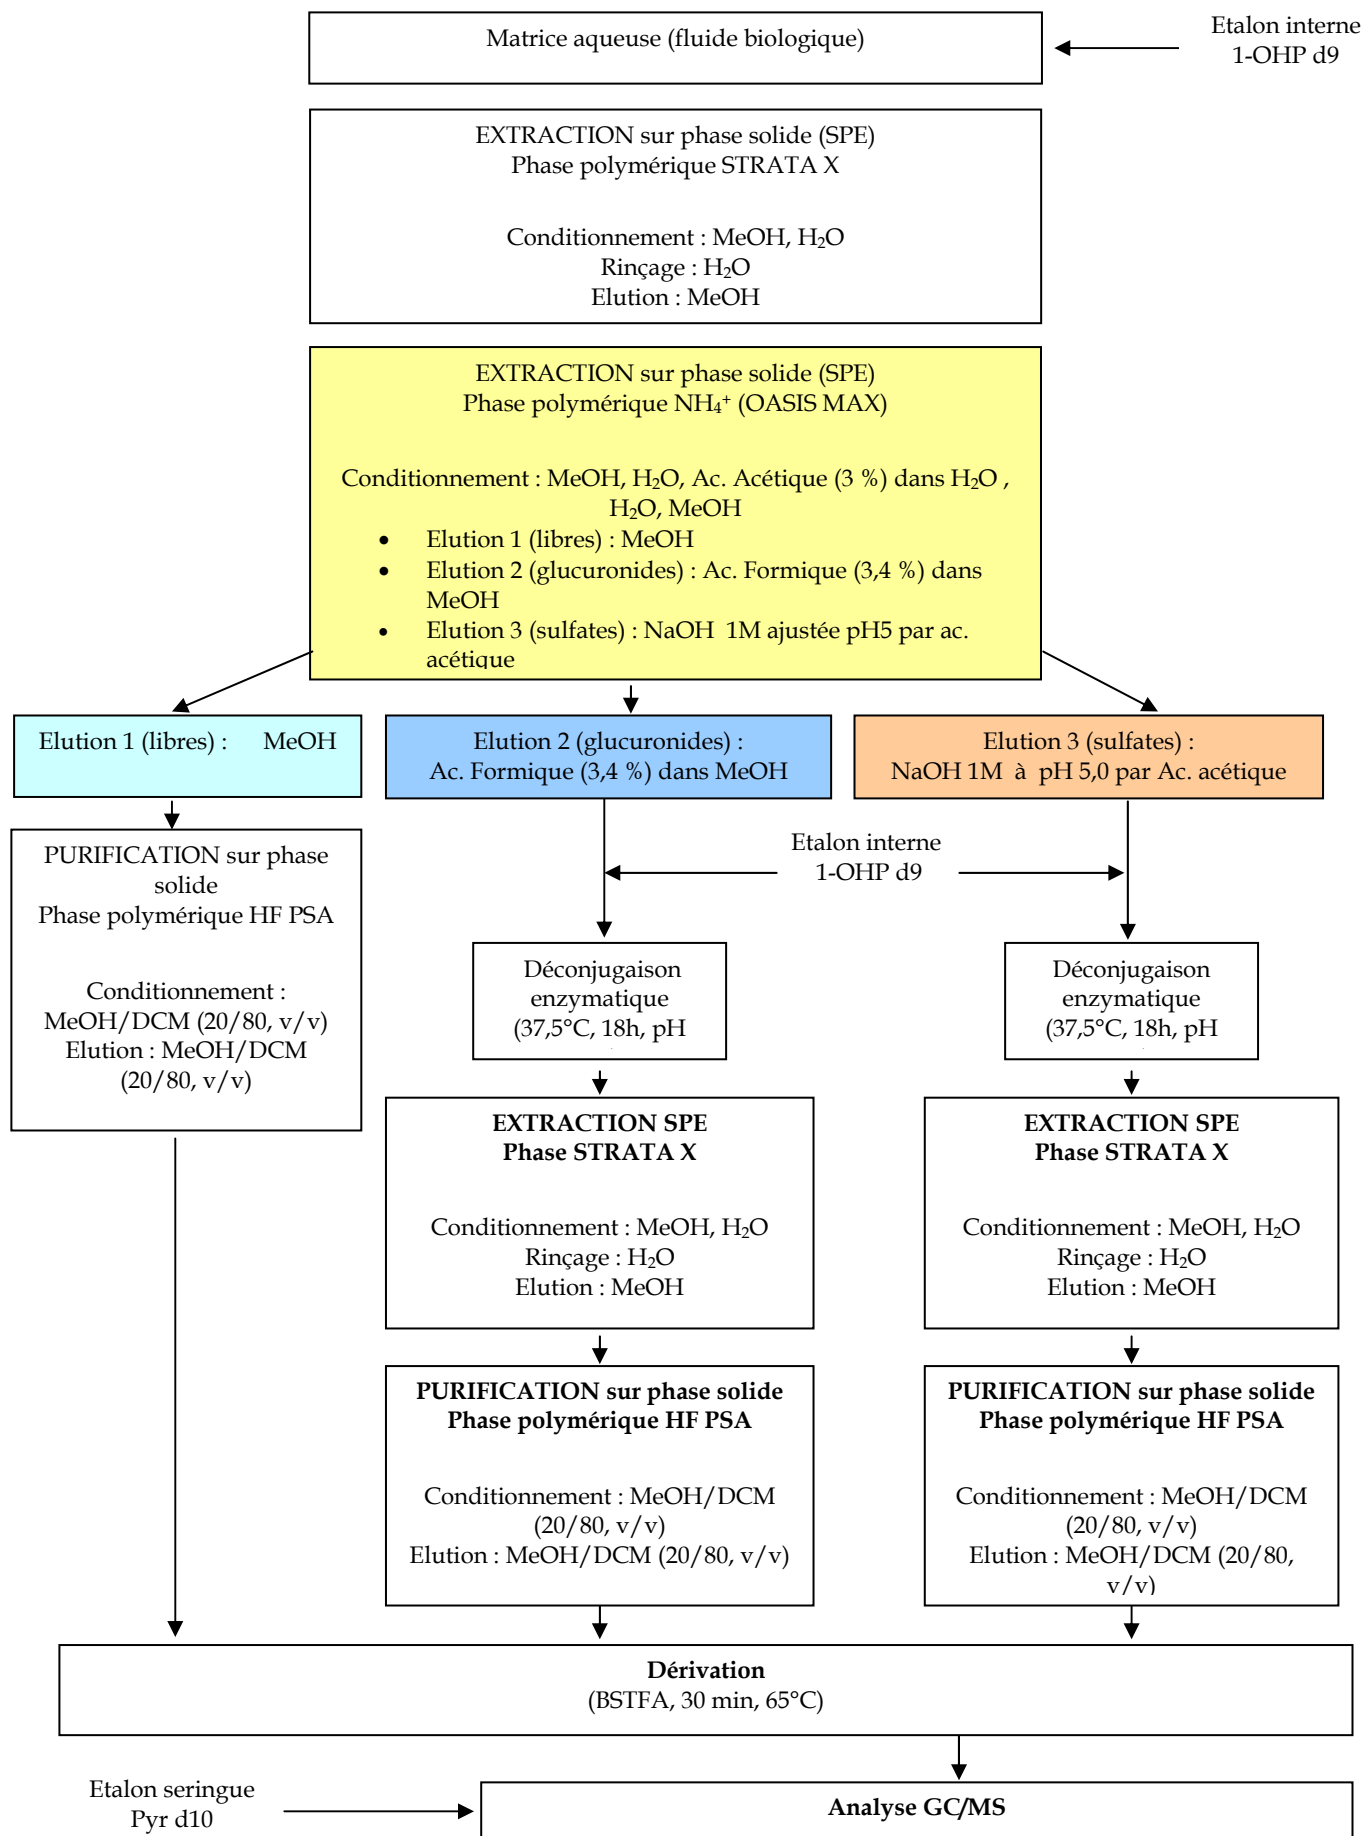 Matrice aqueuse (fluide biologique)
Etalon interne
1-OHP d9
EXTRACTION sur phase solide (SPE)
Phase polymérique STRATA X
Conditionnement : MeOH, H₂O
Rinçage : H₂O
Elution : MeOH
EXTRACTION sur phase solide (SPE)
Phase polymérique NH₄⁺ (OASIS MAX)
Conditionnement : MeOH, H₂O, Ac. Acétique (3 %) dans H₂O ,
H₂O, MeOH
• Elution 1 (libres) : MeOH
• Elution 2 (glucuronides) : Ac. Formique (3,4 %) dans
MeOH
• Elution 3 (sulfates) : NaOH 1M ajustée pH5 par ac.
acétique
Elution 1 (libres) : MeOH
Elution 2 (glucuronides) :
Ac. Formique (3,4 %) dans MeOH
Elution 3 (sulfates) :
NaOH 1M à pH 5,0 par Ac. acétique
Etalon interne
1-OHP d9
PURIFICATION sur phase
solide
Phase polymérique HF PSA
Conditionnement :
MeOH/DCM (20/80, v/v)
Elution : MeOH/DCM
(20/80, v/v)
Déconjugaison
enzymatique
(37,5°C, 18h, pH
Déconjugaison
enzymatique
(37,5°C, 18h, pH
EXTRACTION SPE
Phase STRATA X
Conditionnement : MeOH, H₂O
Rinçage : H₂O
Elution : MeOH
EXTRACTION SPE
Phase STRATA X
Conditionnement : MeOH, H₂O
Rinçage : H₂O
Elution : MeOH
PURIFICATION sur phase solide
Phase polymérique HF PSA
Conditionnement : MeOH/DCM
(20/80, v/v)
Elution : MeOH/DCM (20/80, v/v)
PURIFICATION sur phase solide
Phase polymérique HF PSA
Conditionnement : MeOH/DCM
(20/80, v/v)
Elution : MeOH/DCM (20/80,
v/v)
Dérivation
(BSTFA, 30 min, 65°C)
Etalon seringue
Pyr d10
Analyse GC/MS